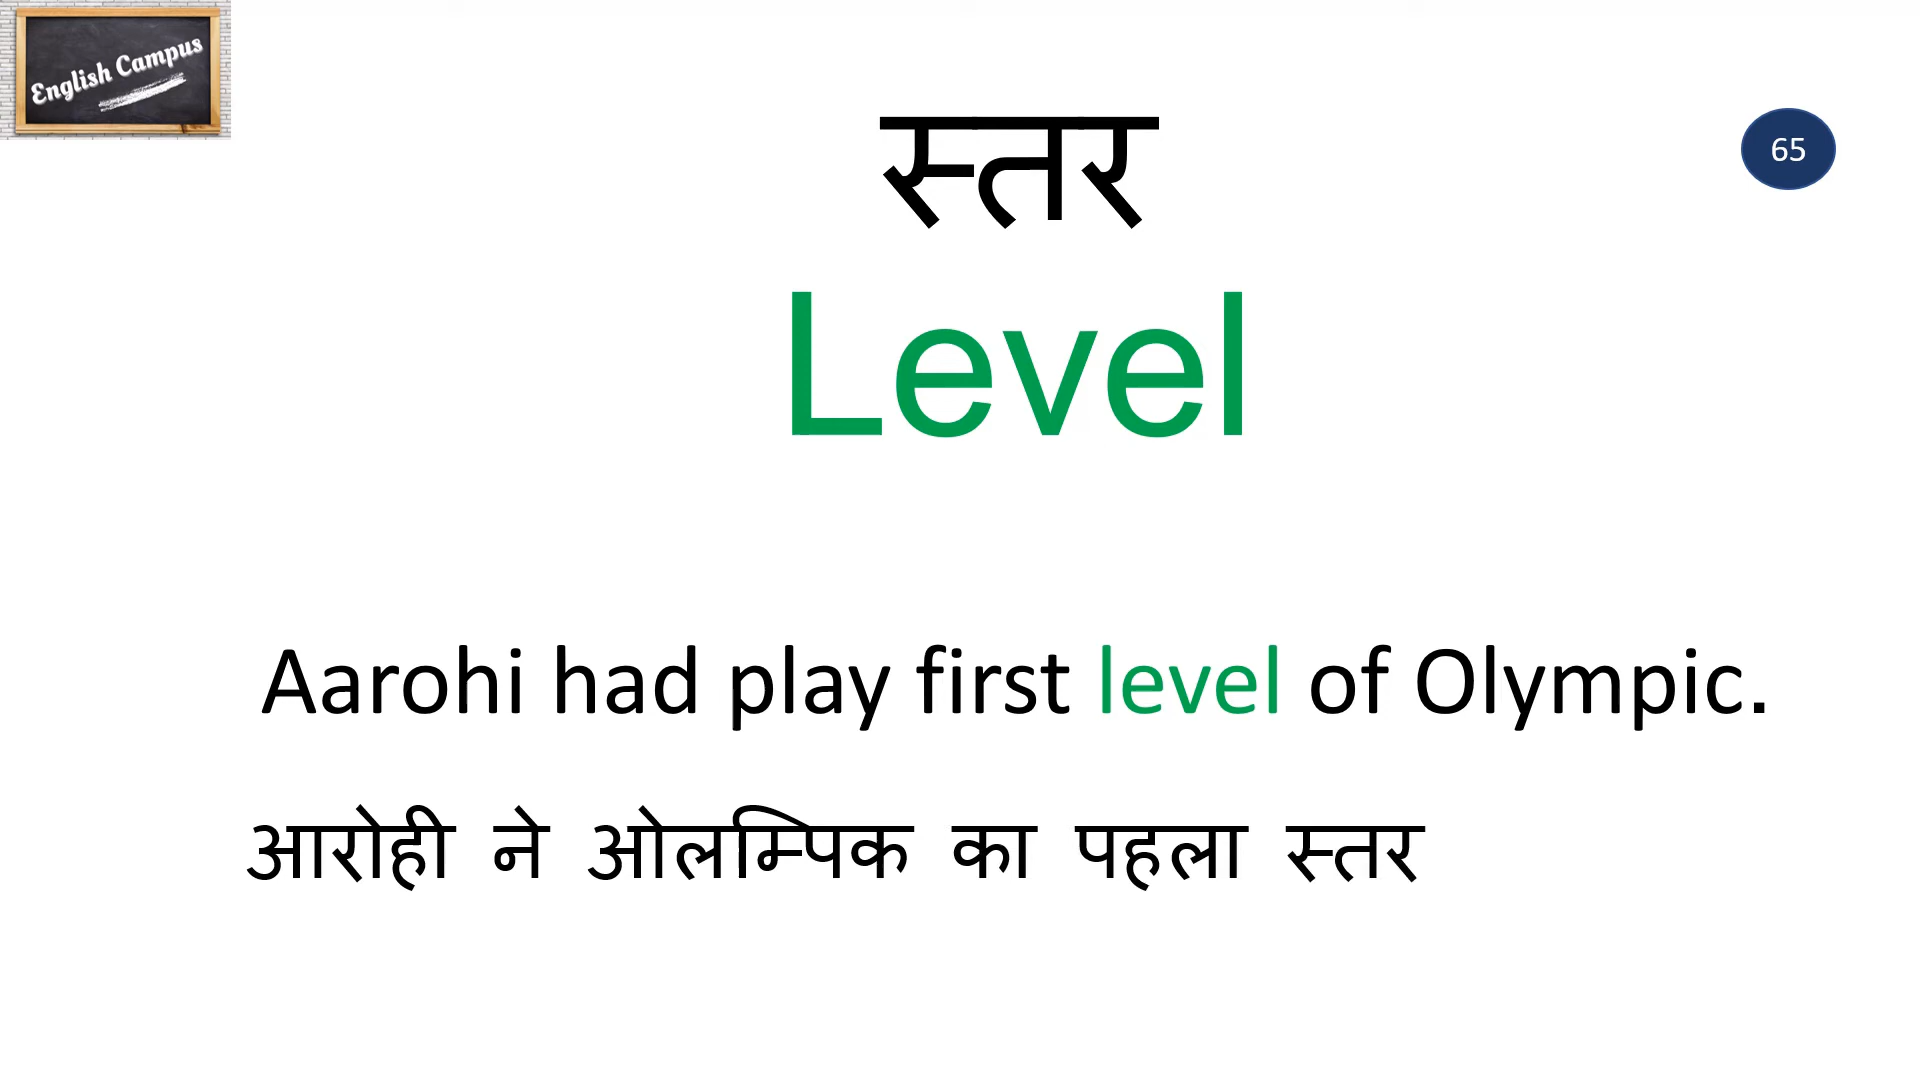 English Campus
स्तर
65
Level
Aarohi had play first level of Olympic.
आरोही ने ओलम्पिक का पहला स्तर